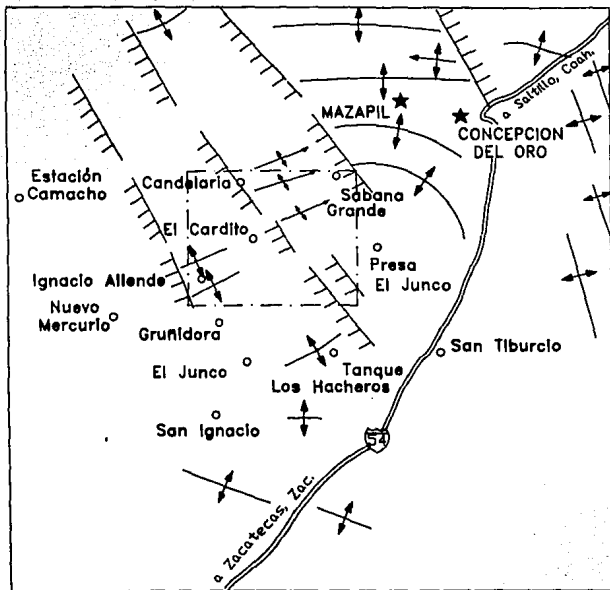 a Saltillo, Coah.
MAZAPIL
CONCEPCION
DEL ORO
Estación
Camacho
Candelaria
Sabana
Grande
El Cardito
Presa
El Junco
Ignacio Allende
Nuevo
Mercurio
Gruñidora
El Junco
Tanque
Los Hacheros
San Tiburcio
San Ignacio
54
a Zacatecas, Zac.